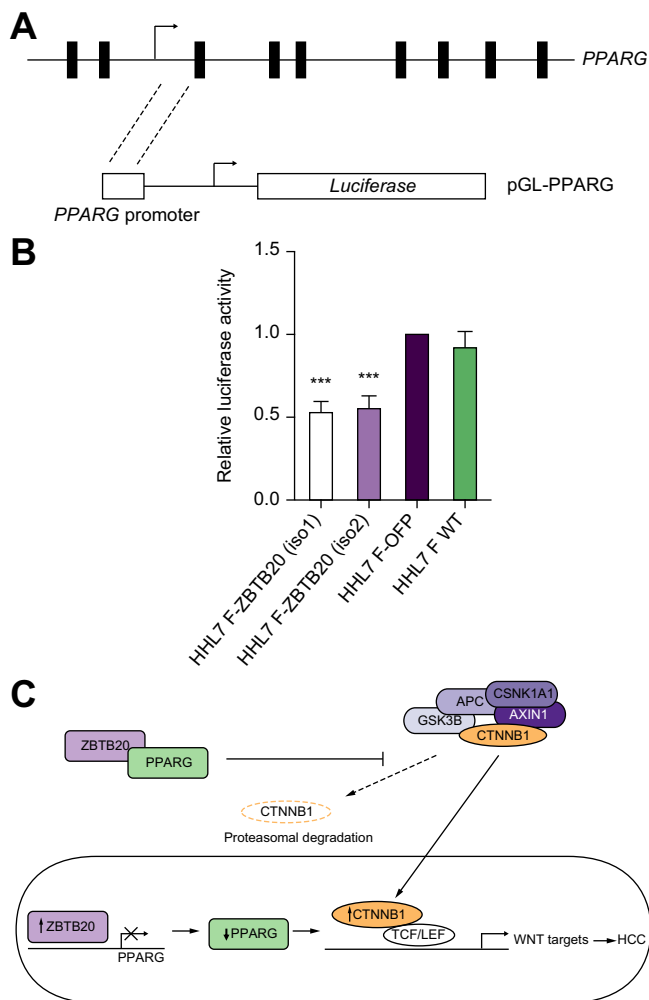 A
PPARG
Luciferase
pGL-PPARG
PPARG promoter
B
Relative luciferase activity
1.5
1.0
0.5
0.0
***
***
HHL7 F-ZBTB20 (iso1)
HHL7 F-ZBTB20 (iso2)
HHL7 F-OFP
HHL7 F WT
C
CSNK1A1
APC
GSK3B
AXIN1
CTNNB1
ZBTB20
PPARG
CTNNB1
Proteasomal degradation
↑ZBTB20
PPARG
↓PPARG
↑CTNNB1
TCF/LEF
WNT targets
HCC